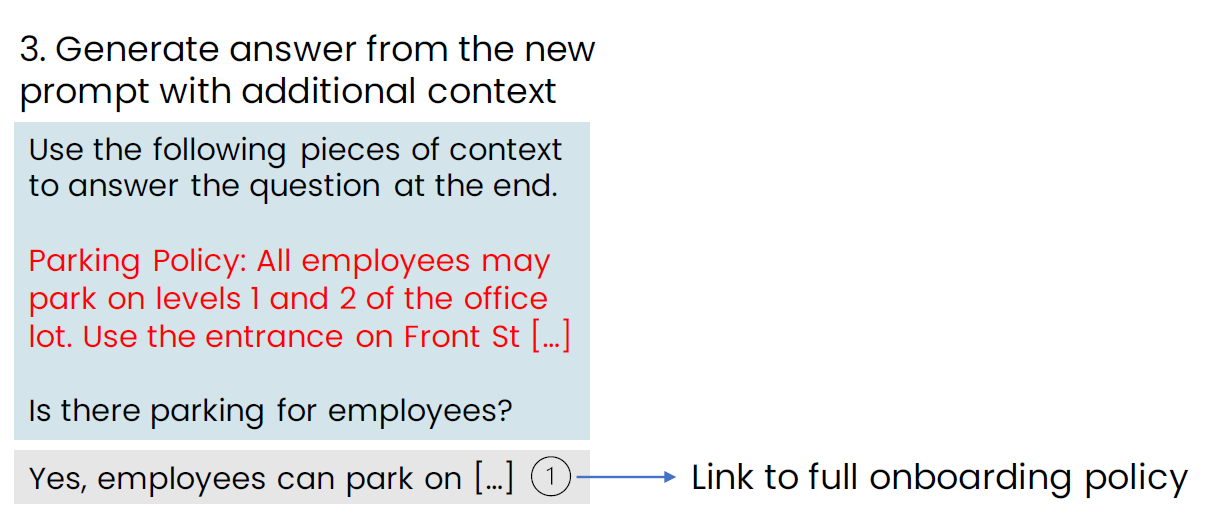 3. Generate answer from the new
prompt with additional context
Use the following pieces of context
to answer the question at the end.
Parking Policy: All employees may
park on levels 1 and 2 of the office
lot. Use the entrance on Front St [...]
Is there parking for employees?
Yes, employees can park on [...] 1 Link to full onboarding policy